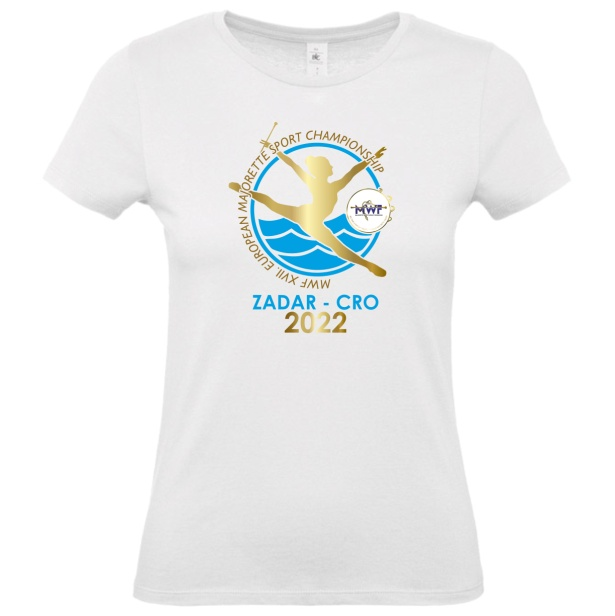 MWF XVII. EUROPEAN MAJORETTE SPORT CHAMPIONSHIP
MWF
ZADAR - CRO
2022